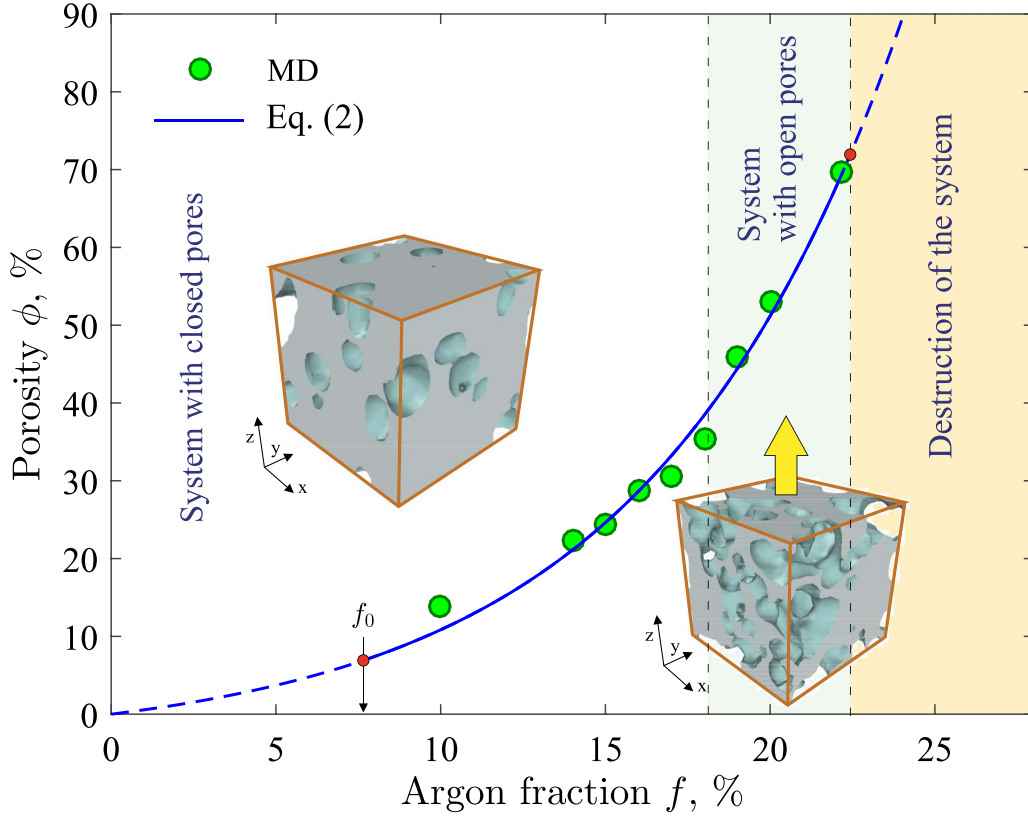 90
80
70
60
50
40
30
20
10
0
Porosity ϕ, %
MD
Eq. (2)
System with closed pores
System
with open pores
Destruction of the system
z
y
x
z
y
x
f₀
0
5
10
15
20
25
Argon fraction f, %